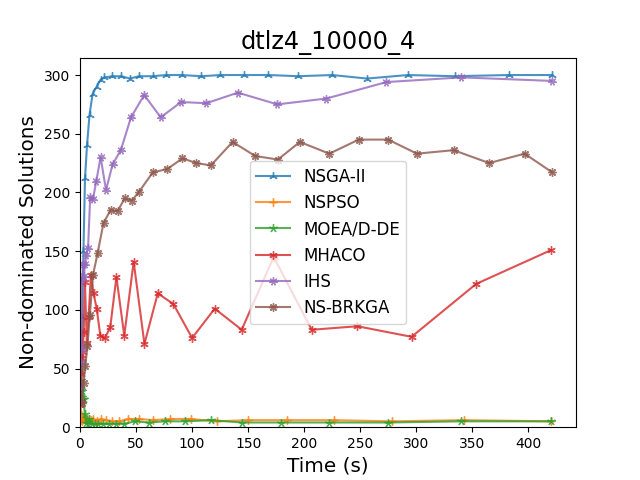 dtlz4_10000_4
Non-dominated Solutions
300
250
200
150
100
50
0
NSGA-II
NSPSO
MOEA/D-DE
MHACO
IHS
NS-BRKGA
0 50 100 150 200 250 300 350 400
Time (s)